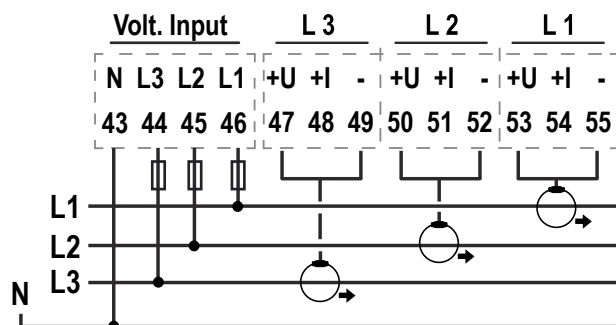 Volt. Input L 3 L 2 L 1
N L3 L2 L1 +U +I - +U +I - +U +I -
43 44 45 46 47 48 49 50 51 52 53 54 55
L1
L2
L3
N